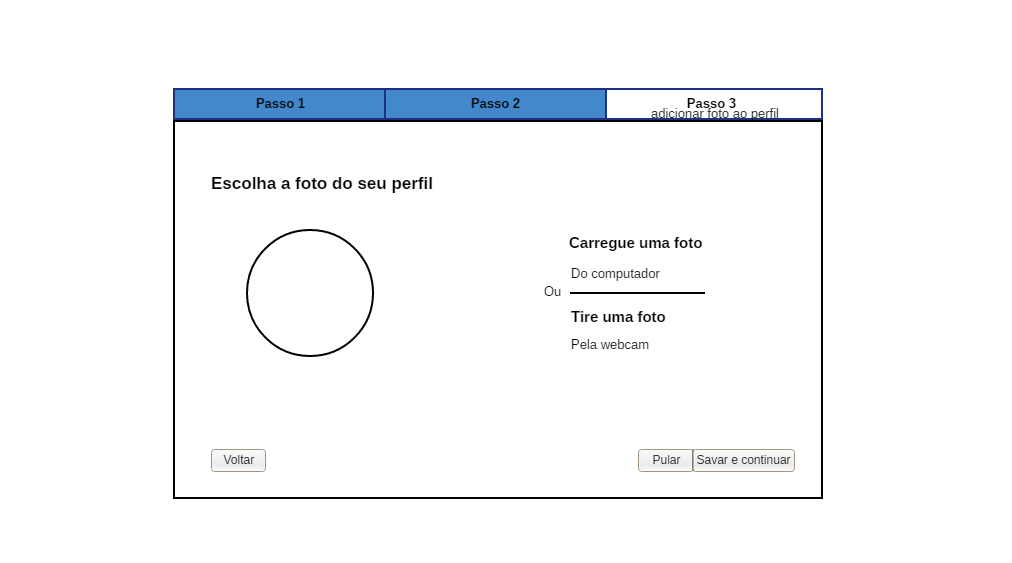 Passo 1
Passo 2
Passo 3
adicionar foto ao perfil
Escolha a foto do seu perfil
Carregue uma foto
Do computador
Ou
Tire uma foto
Pela webcam
Voltar
Pular
Savar e continuar